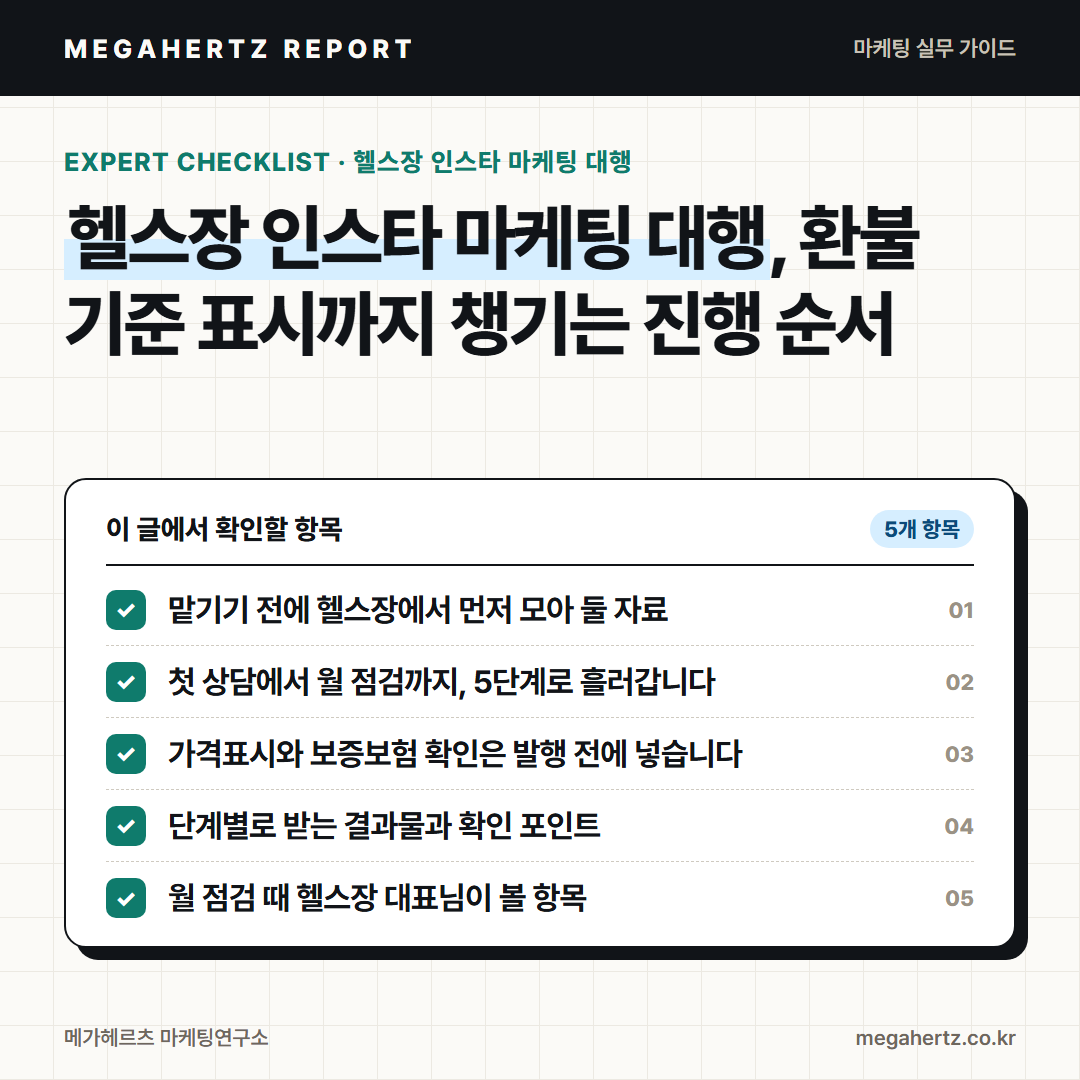 MEGAHERTZ REPORT
마케팅 실무 가이드
EXPERT CHECKLIST · 헬스장 인스타 마케팅 대행
헬스장 인스타 마케팅 대행, 환불
기준 표시까지 챙기는 진행 순서
이 글에서 확인할 항목
5개 항목
맡기기 전에 헬스장에서 먼저 모아 둘 자료
01
첫 상담에서 월 점검까지, 5단계로 흘러갑니다
02
가격표시와 보증보험 확인은 발행 전에 넣습니다
03
단계별로 받는 결과물과 확인 포인트
04
월 점검 때 헬스장 대표님이 볼 항목
05
메가헤르츠 마케팅연구소
megahertz.co.kr